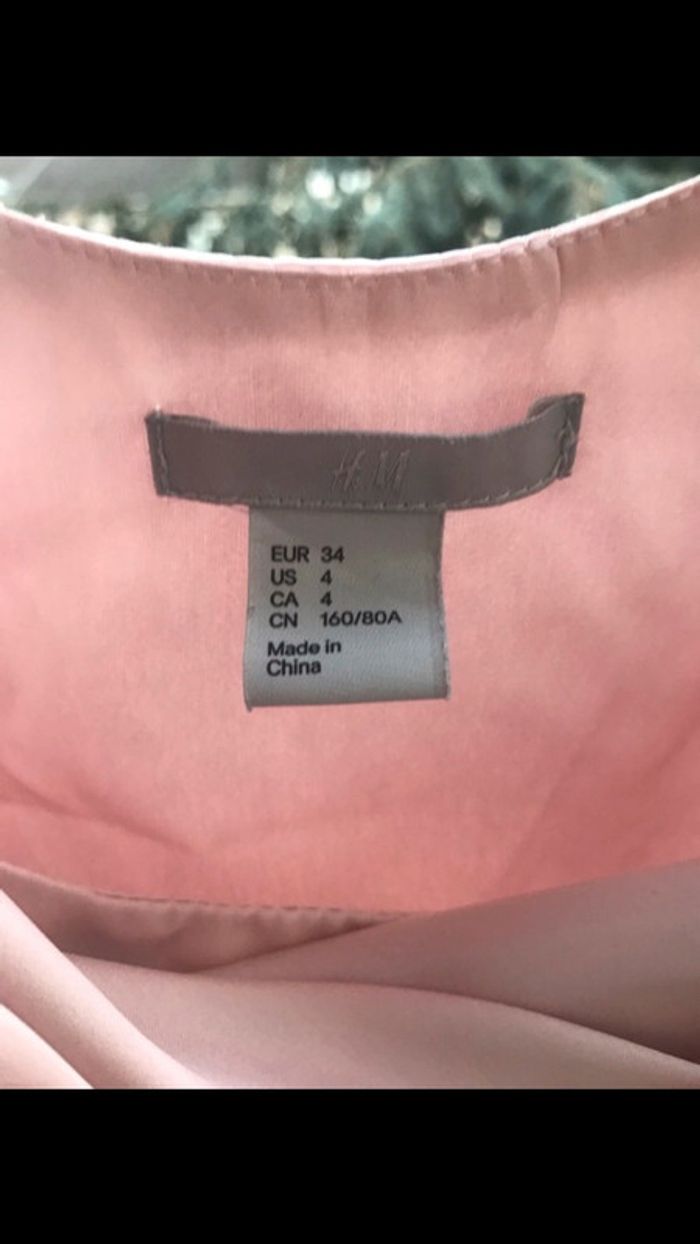 H&M
EUR 34
US 4
CA 4
CN 160/80A
Made in
China